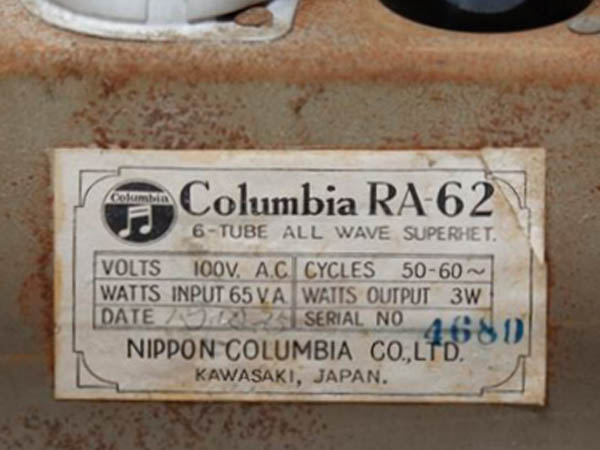 Columbia
Columbia RA-62
6-TUBE ALL WAVE SUPERHET.
VOLTS 100V. A.C. CYCLES 50-60~
WATTS INPUT 65VA WATTS OUTPUT 3W
DATE SERIAL NO 4680
NIPPON COLUMBIA CO.,LTD.
KAWASAKI, JAPAN.